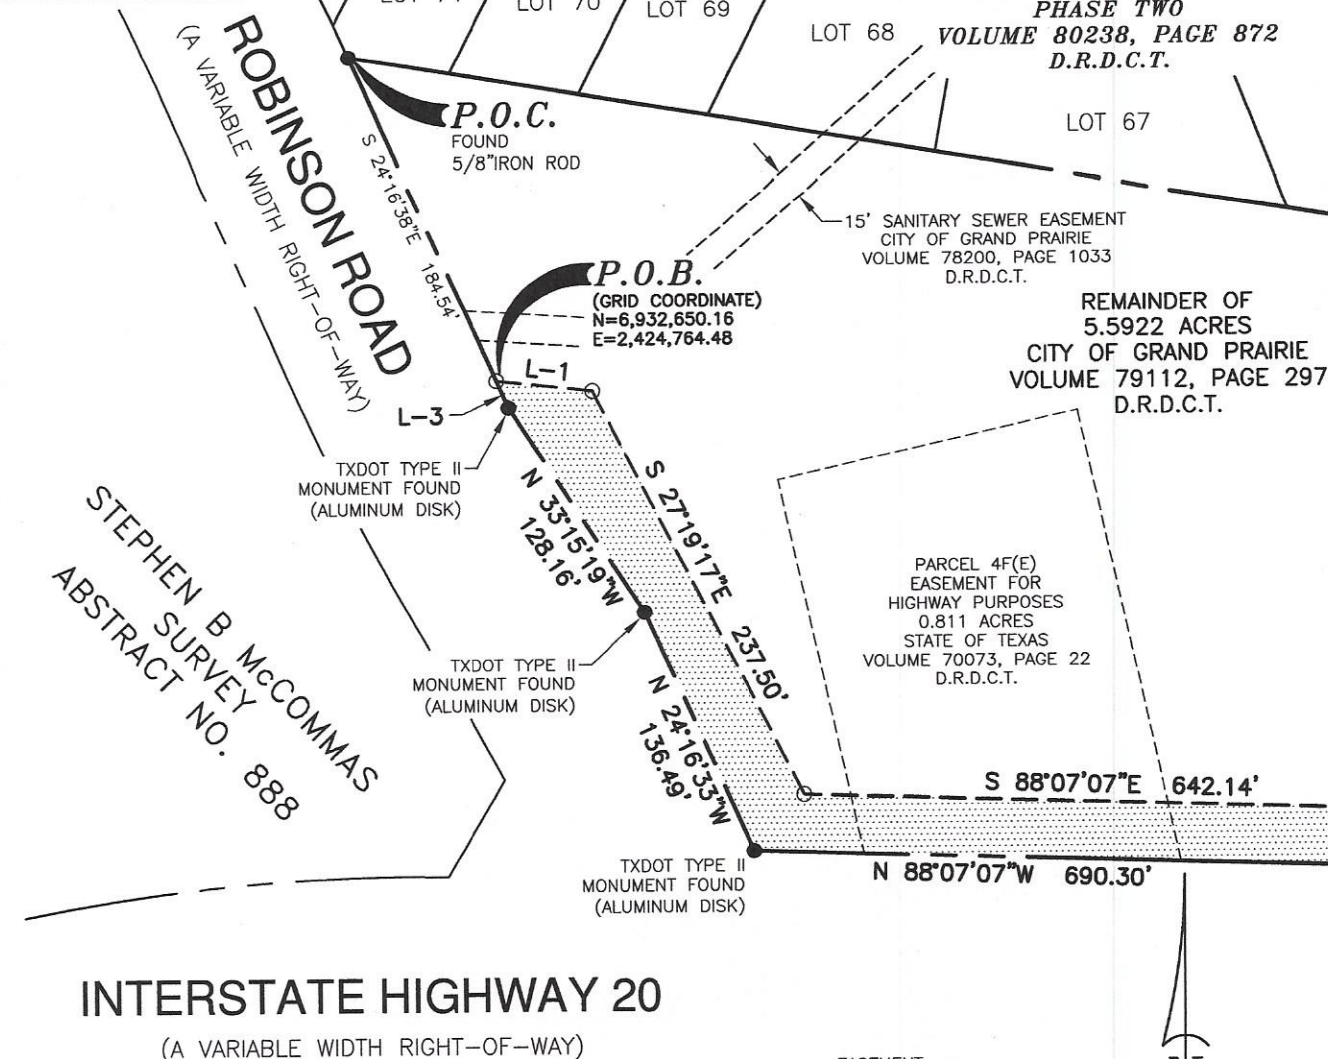 LOT 70
LOT 69
LOT 68
PHASE TWO
VOLUME 80238, PAGE 872
D.R.D.C.T.
LOT 67
ROBINSON ROAD
(A VARIABLE WIDTH RIGHT-OF-WAY)
P.O.C.
FOUND
5/8"IRON ROD
S 24°16'38"E 184.54'
15' SANITARY SEWER EASEMENT
CITY OF GRAND PRAIRIE
VOLUME 78200, PAGE 1033
D.R.D.C.T.
P.O.B.
(GRID COORDINATE)
N=6,932,650.16
E=2,424,764.48
REMAINDER OF
5.5922 ACRES
CITY OF GRAND PRAIRIE
VOLUME 79112, PAGE 297
D.R.D.C.T.
L-1
L-3
TXDOT TYPE II
MONUMENT FOUND
(ALUMINUM DISK)
N 33°15'19"W
128.16'
S 27°19'17"E 237.50'
STEPHEN B McCOMMAS
SURVEY
ABSTRACT NO. 888
PARCEL 4F(E)
EASEMENT FOR
HIGHWAY PURPOSES
0.811 ACRES
STATE OF TEXAS
VOLUME 70073, PAGE 22
D.R.D.C.T.
TXDOT TYPE II
MONUMENT FOUND
(ALUMINUM DISK)
N 24°16'33"W
136.49'
S 88°07'07"E 642.14'
TXDOT TYPE II
MONUMENT FOUND
(ALUMINUM DISK)
N 88°07'07"W 690.30'
INTERSTATE HIGHWAY 20
(A VARIABLE WIDTH RIGHT-OF-WAY)